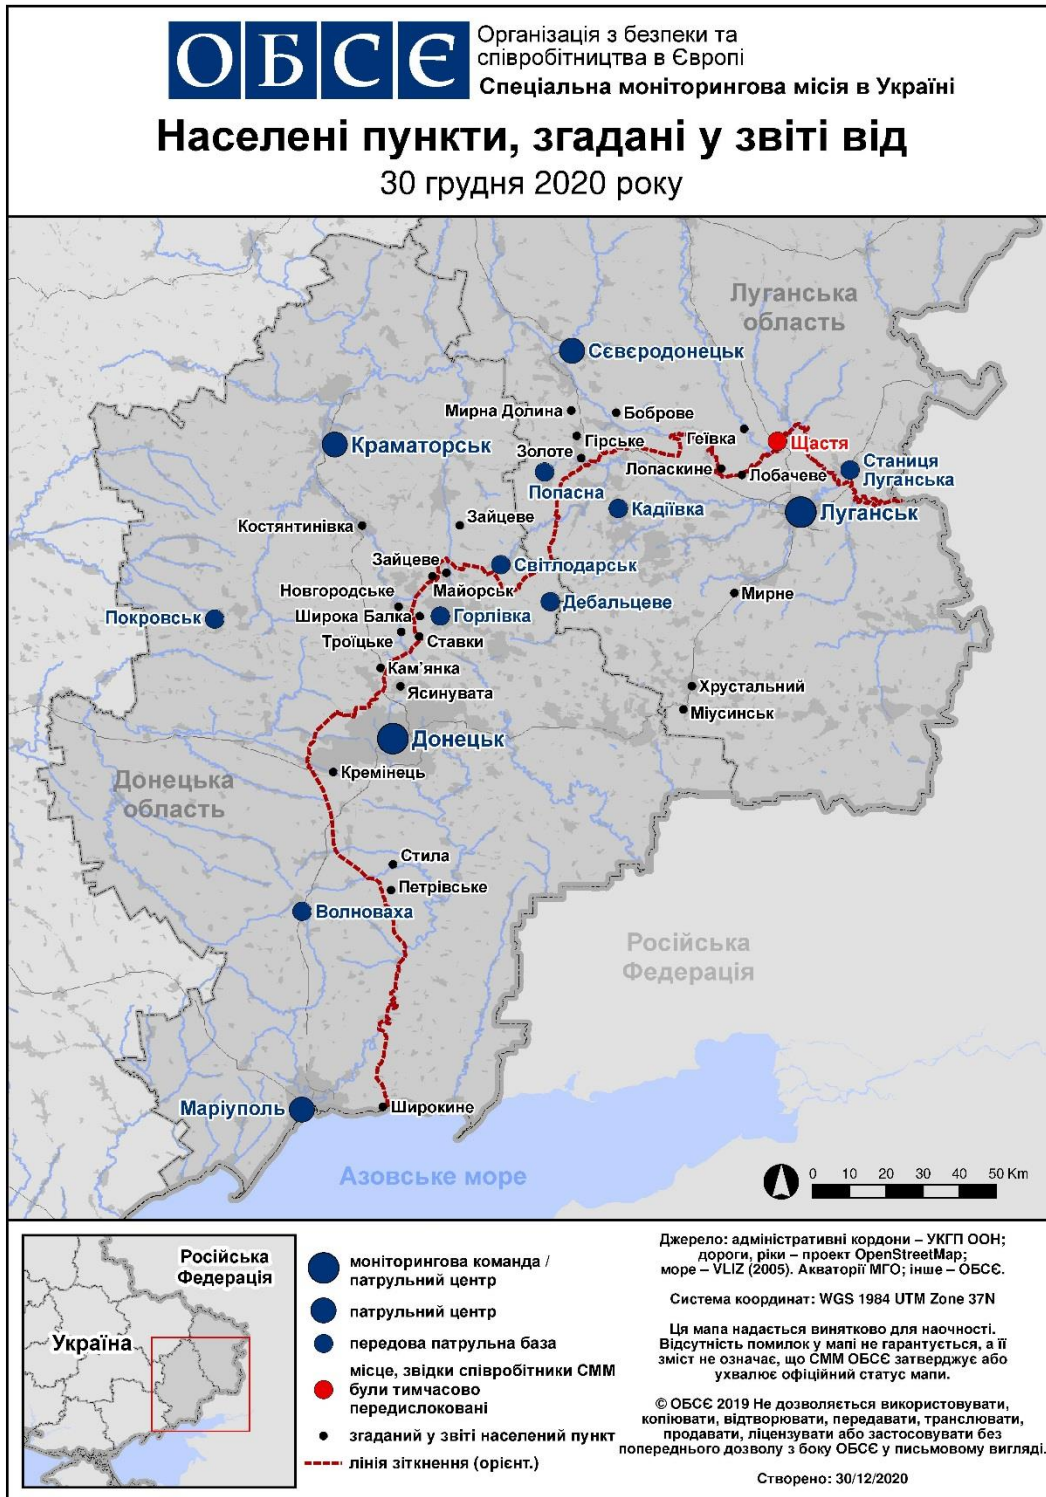 ОБСЄ
Організація з безпеки та
співробітництва в Європі
Спеціальна моніторингова місія в Україні
Населені пункти, згадані у звіті від
30 грудня 2020 року
Луганська
область
Сєвєродонецьк
Мирна Долина
Боброве
Геївка
Щастя
Краматорськ
Гірське
Золоте
Лопаскине
Лобачеве
Станиця
Луганська
Попасна
Кадіївка
Луганськ
Костянтинівка
Зайцеве
Зайцеве
Світлодарськ
Майорськ
Новгородське
Дебальцеве
Мирне
Широка Балка
Горлівка
Покровськ
Троїцьке
Ставки
Кам'янка
Ясинувата
Хрустальний
Міусинськ
Донецьк
Кремінець
Донецька
область
Стила
Петрівське
Волноваха
Російська
Федерація
Маріуполь
Широкине
Азовське море
0 10 20 30 40 50 Km
Російська
Федерація
Україна
моніторингова команда /
патрульний центр
патрульний центр
передова патрульна база
місце, звідки співробітники СММ
були тимчасово
передислоковані
згаданий у звіті населений пункт
лінія зіткнення (орієнт.)
Джерело: адміністративні кордони – УКГП ООН;
дороги, ріки – проект OpenStreetMap;
море – VLIZ (2005). Акваторії МГО; інше – ОБСЄ.
Система координат: WGS 1984 UTM Zone 37N
Ця мапа надається винятково для наочності.
Відсутність помилок у мапі не гарантується, а її
зміст не означає, що СММ ОБСЄ затверджує або
ухвалює офіційний статус мапи.
© ОБСЄ 2019 Не дозволяється використовувати,
копіювати, відтворювати, передавати, транслювати,
продавати, ліцензувати або застосовувати без
попереднього дозволу з боку ОБСЄ у письмовому вигляді.
Створено: 30/12/2020